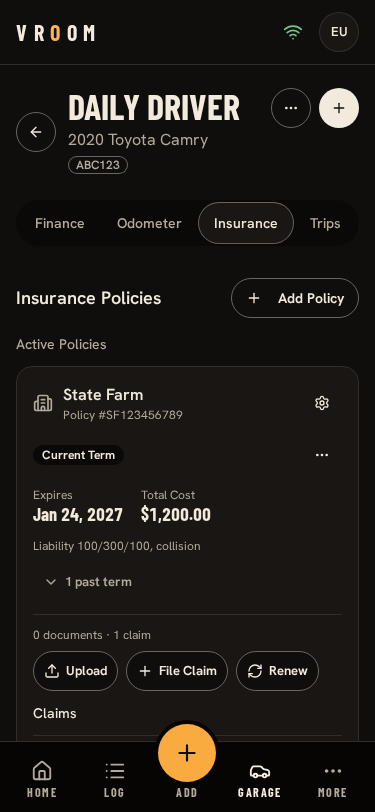 VROOM
EU
DAILY DRIVER
2020 Toyota Camry
ABC123
Finance
Odometer
Insurance
Trips
Insurance Policies
Add Policy
Active Policies
State Farm
Policy #SF123456789
Current Term
Expires
Total Cost
Jan 24, 2027
$1,200.00
Liability 100/300/100, collision
1 past term
0 documents · 1 claim
Upload
File Claim
Renew
Claims
HOME
LOG
ADD
GARAGE
MORE